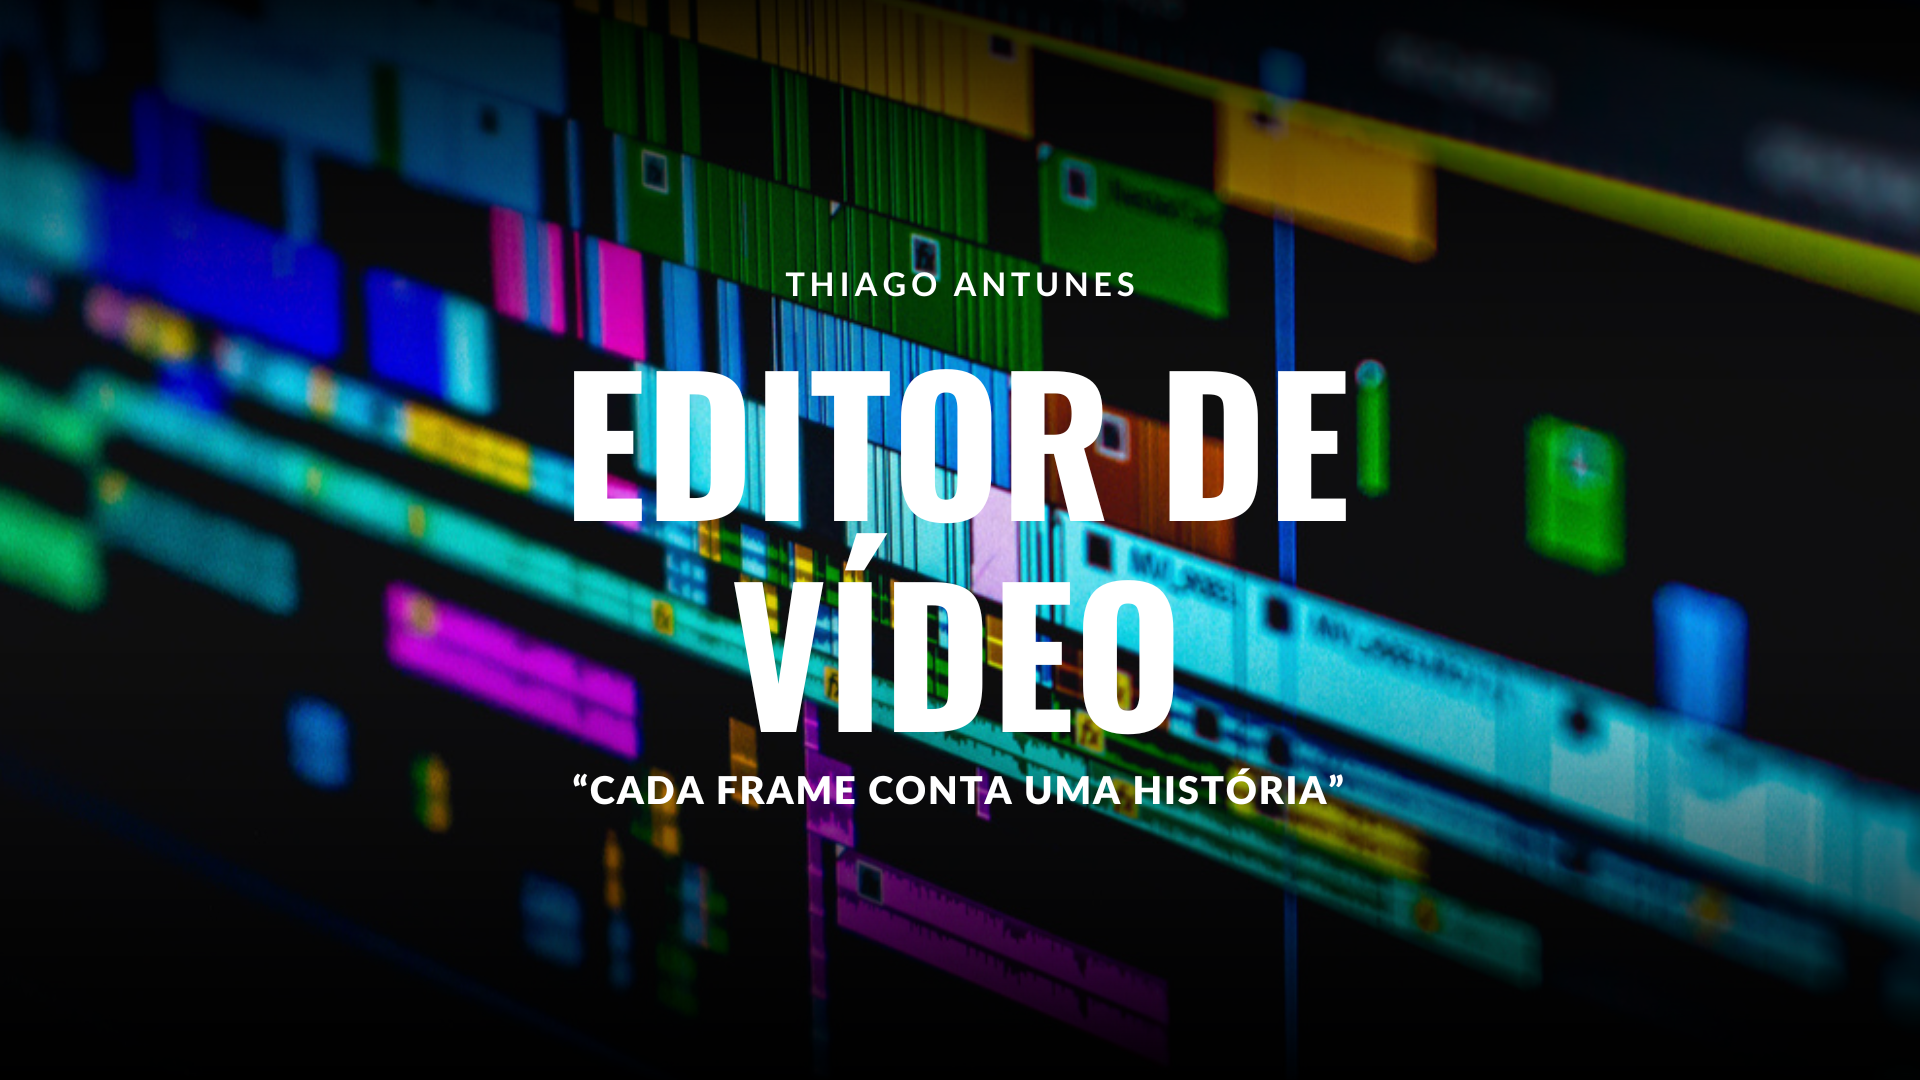 THIAGO ANTUNES
EDITOR DE
VÍDEO
“CADA FRAME CONTA UMA HISTÓRIA”